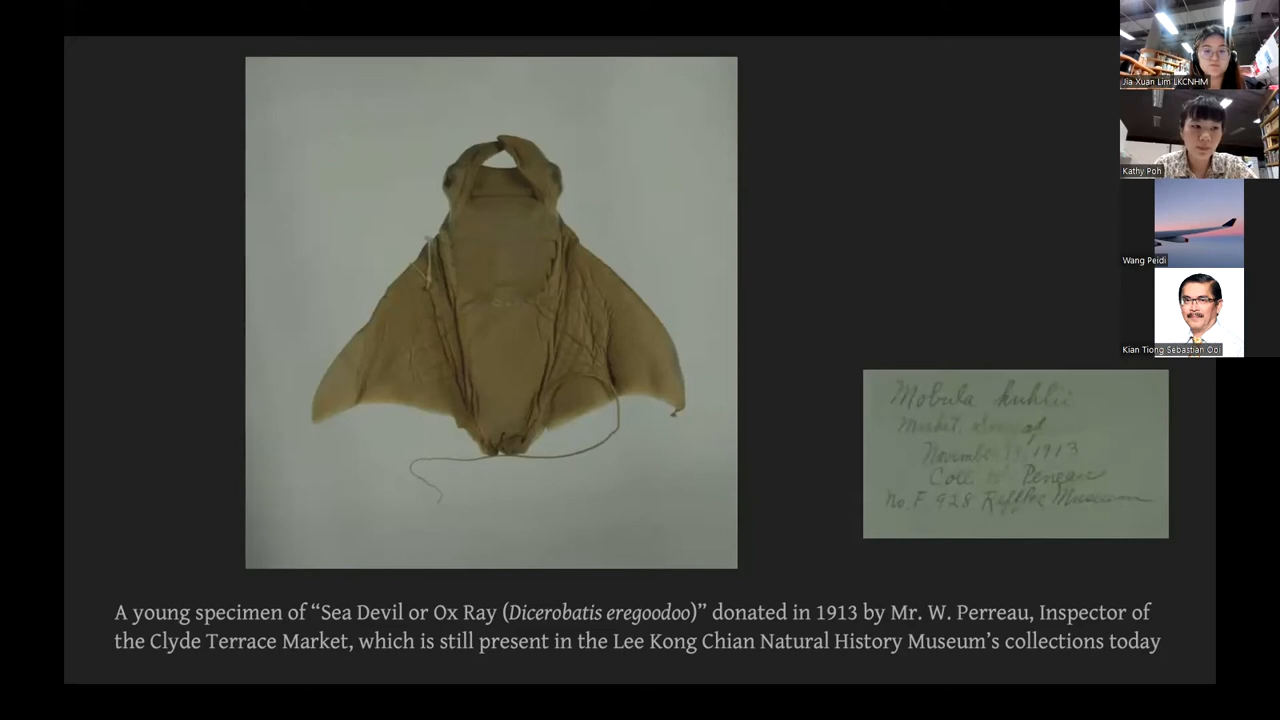 Jia Xuan Lim LKCNHM
Kathy Poh
Wang Peidi
Kian Tiong Sebastian Ooi
Mobula kuhlii
Market,
November 1913
Coll Perreau
No. F. 928 Raffles Museum
A young specimen of “Sea Devil or Ox Ray (Dicerobatis eregoodoo)” donated in 1913 by Mr. W. Perreau, Inspector of
the Clyde Terrace Market, which is still present in the Lee Kong Chian Natural History Museum’s collections today